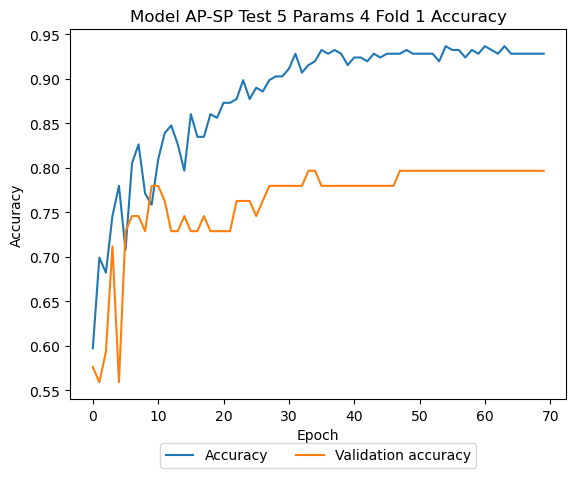 Model AP-SP Test 5 Params 4 Fold 1 Accuracy
0.95
0.90
0.85
0.80
0.75
0.70
0.65
0.60
0.55
Accuracy
0 10 20 30 40 50 60 70
Epoch
Accuracy Validation accuracy